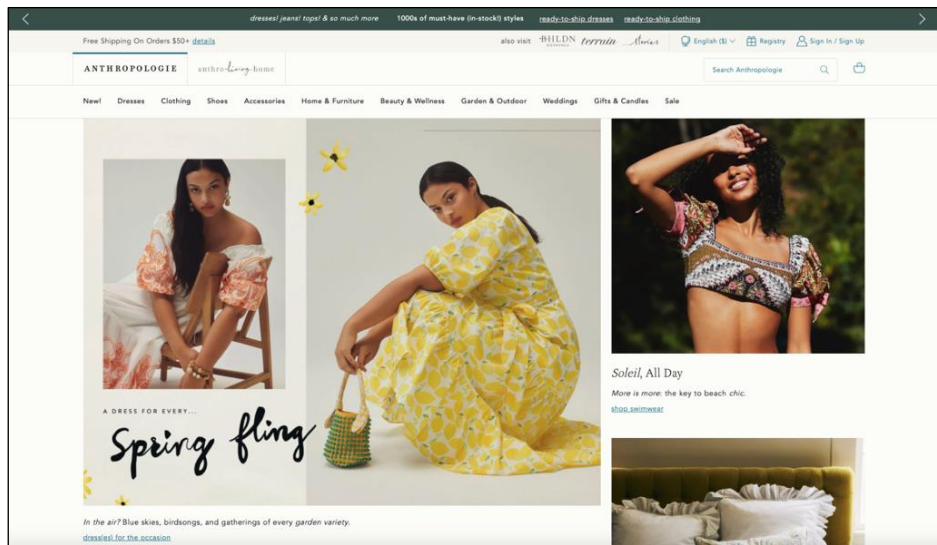 dresses! jeans! tops! & so much more 1000s of must-have (in-stock!) styles ready-to-ship dresses ready-to-ship clothing
Free Shipping On Orders $50+ details also visit BHLDN terrain Stories English ($) Registry Sign In / Sign Up
ANTHROPOLOGIE anthro-living-home Search Anthropologie
New! Dresses Clothing Shoes Accessories Home & Furniture Beauty & Wellness Garden & Outdoor Weddings Gifts & Candles Sale
A DRESS FOR EVERY...
Spring fling
In the air? Blue skies, birdsongs, and gatherings of every garden variety.
dress(es) for the occasion
Soleil, All Day
More is more: the key to beach chic.
shop swimwear